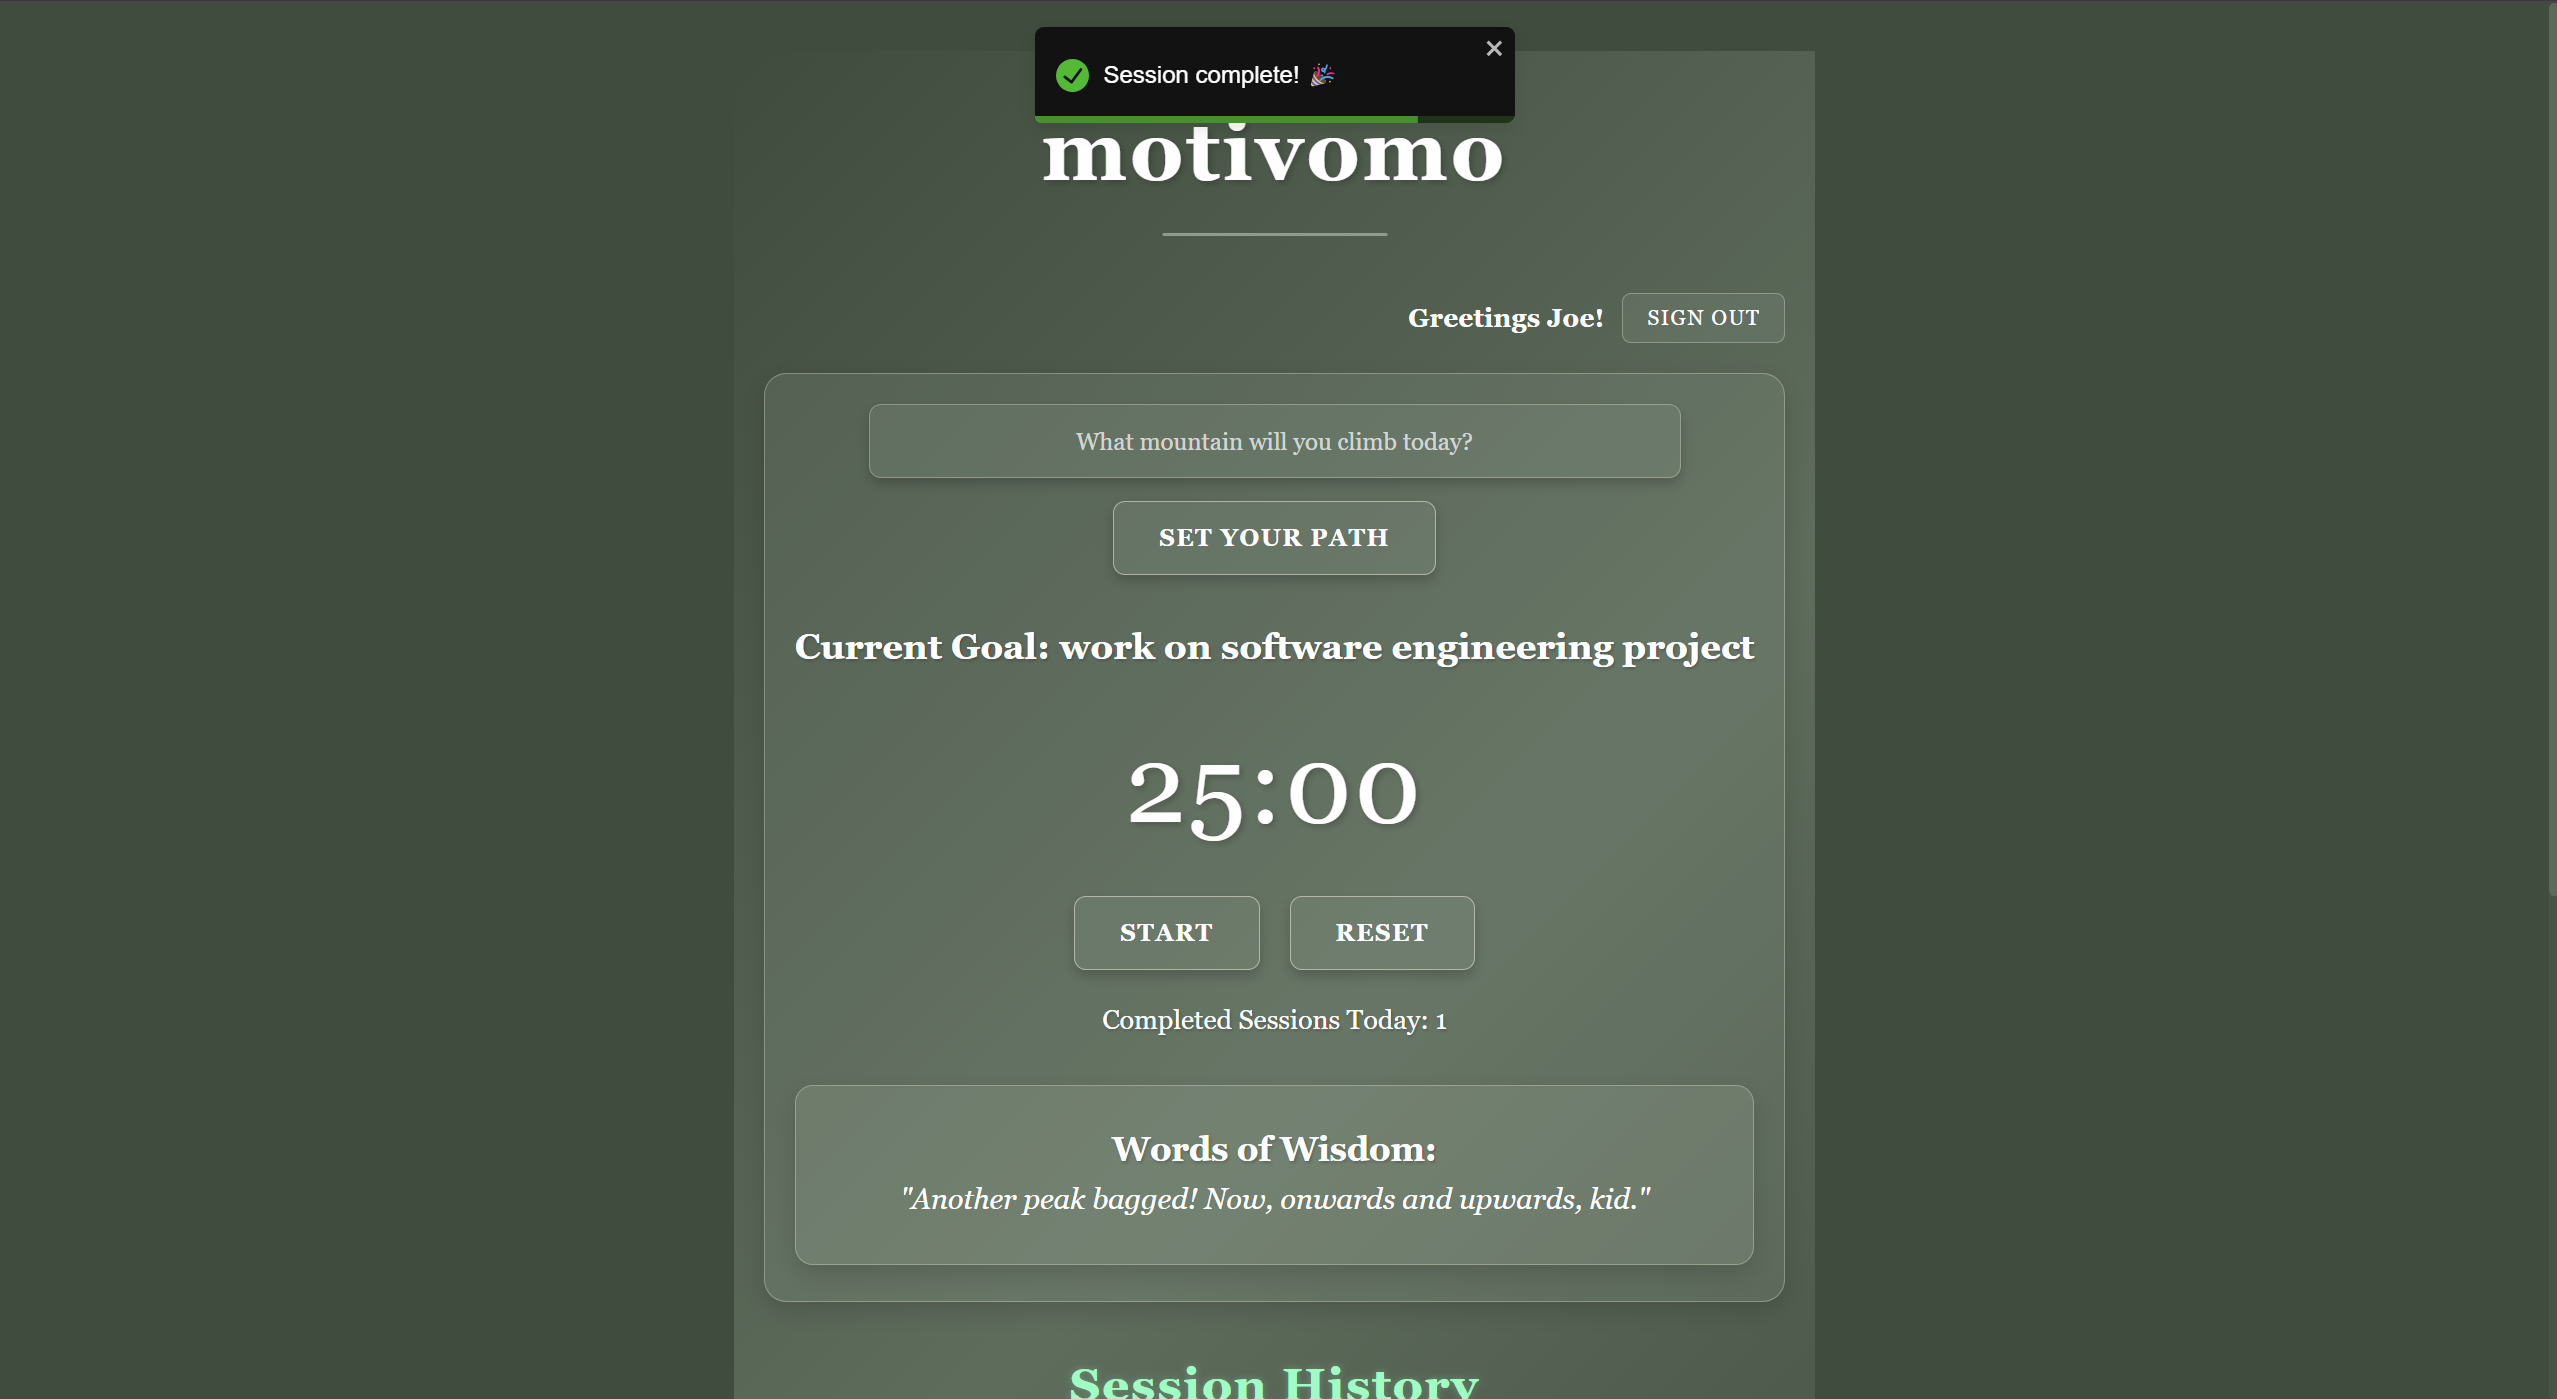 Session complete! 🎉
motivomo
Greetings Joe!
SIGN OUT
What mountain will you climb today?
SET YOUR PATH
Current Goal: work on software engineering project
25:00
START
RESET
Completed Sessions Today: 1
Words of Wisdom:
"Another peak bagged! Now, onwards and upwards, kid."
Session History